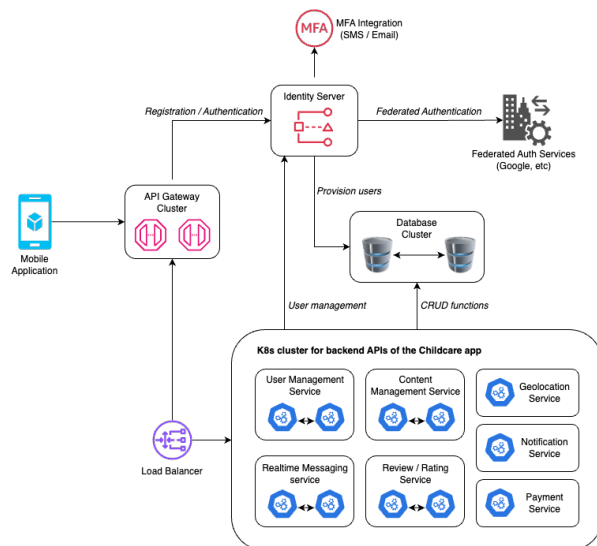 MFA
MFA Integration
(SMS / Email)
Identity Server
Registration / Authentication
Federated Authentication
Federated Auth Services
(Google, etc)
API Gateway
Cluster
Provision users
Mobile
Application
Database
Cluster
User management
CRUD functions
K8s cluster for backend APIs of the Childcare app
User Management
Service
Content
Management Service
Geolocation
Service
Load Balancer
Notification
Service
Realtime Messaging
service
Review / Rating
Service
Payment
Service